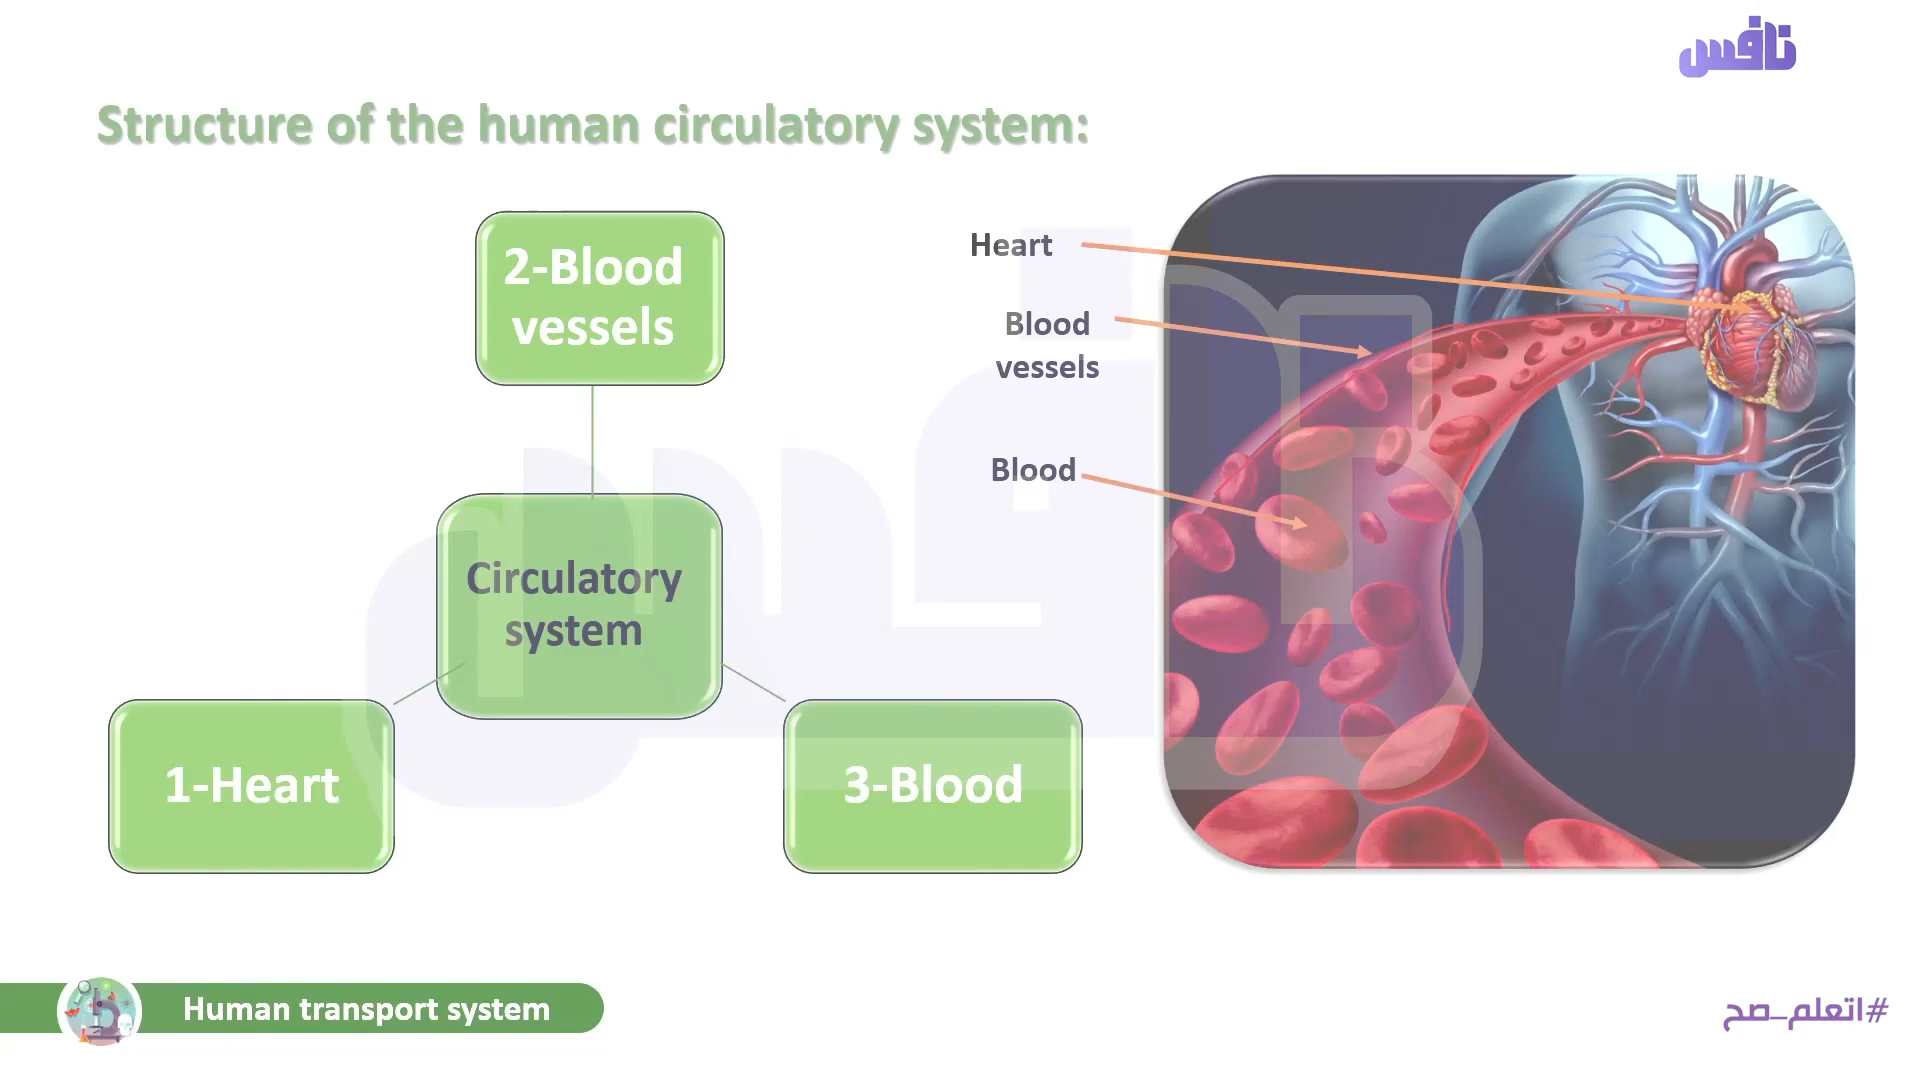 نافس
Structure of the human circulatory system:
2-Blood
vessels
Circulatory
system
1-Heart
3-Blood
Heart
Blood
vessels
Blood
Human transport system
#اتعلم_صح